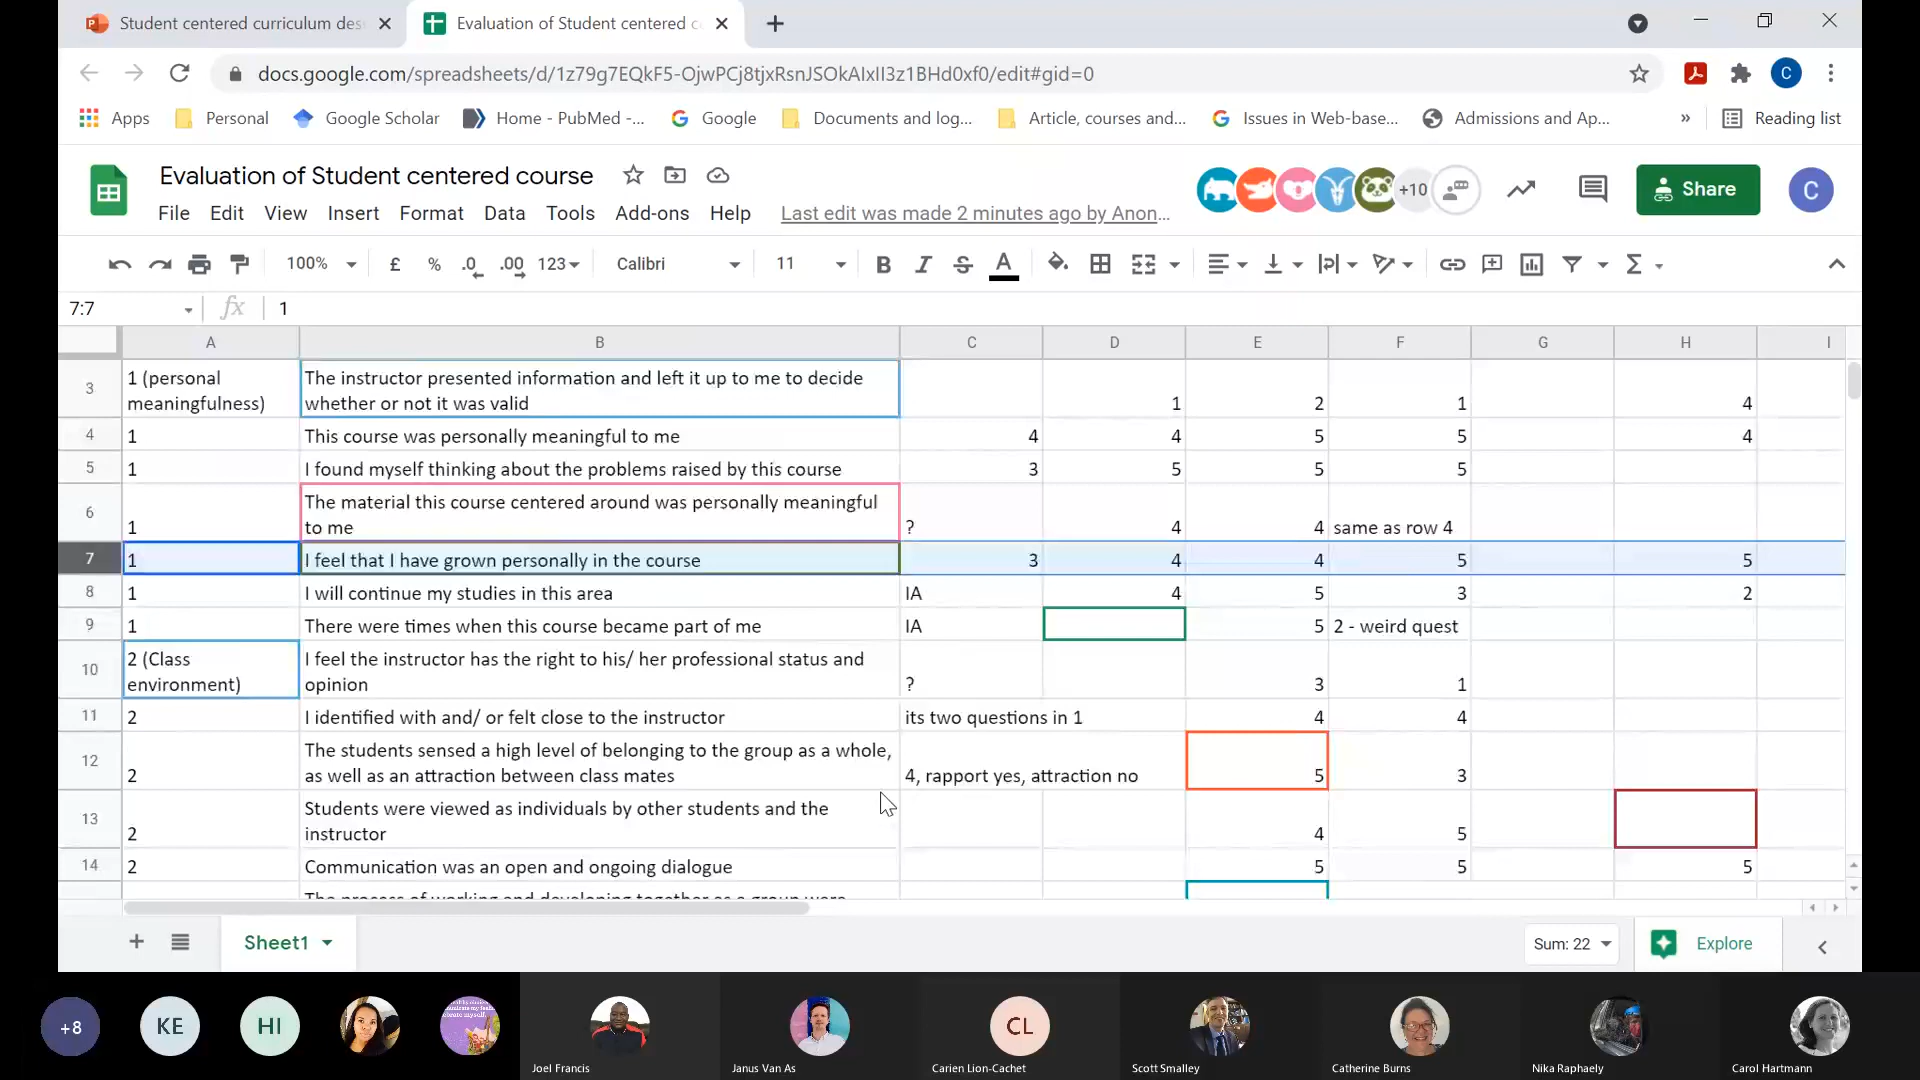 Student centered curriculum des
Evaluation of Student centered c
docs.google.com/spreadsheets/d/1z79g7EQkF5-OjwPCj8tjxRsnJSOkAIxII3z1BHd0xf0/edit#gid=0
C
Apps
Personal
Google Scholar
Home - PubMed -...
Google
Documents and log...
Article, courses and...
Issues in Web-base...
Admissions and Ap...
»
Reading list
Evaluation of Student centered course
+10
Share
C
File Edit View Insert Format Data Tools Add-ons Help
Last edit was made 2 minutes ago by Anon...
100% £ % .0 .00 123 Calibri 11 B I S A Σ
7:7 fx 1
A B C D E F G H I
3 1 (personal meaningfulness) The instructor presented information and left it up to me to decide whether or not it was valid 1 2 1 4
4 1 This course was personally meaningful to me 4 4 5 5 4
5 1 I found myself thinking about the problems raised by this course 3 5 5 5
6 1 The material this course centered around was personally meaningful to me ? 4 4 same as row 4
7 1 I feel that I have grown personally in the course 3 4 4 5 5
8 1 I will continue my studies in this area IA 4 5 3 2
9 1 There were times when this course became part of me IA 5 2 - weird quest
10 2 (Class environment) I feel the instructor has the right to his/ her professional status and opinion ? 3 1
11 2 I identified with and/ or felt close to the instructor its two questions in 1 4 4
12 2 The students sensed a high level of belonging to the group as a whole, as well as an attraction between class mates 4, rapport yes, attraction no 5 3
13 2 Students were viewed as individuals by other students and the instructor 4 5
14 2 Communication was an open and ongoing dialogue 5 5 5
The process of working and developing together as a group were
Sheet1
Sum: 22
Explore
+8
KE
HI
CL
Joel Francis
Janus Van As
Carien Lion-Cachet
Scott Smalley
Catherine Burns
Nika Raphaely
Carol Hartmann